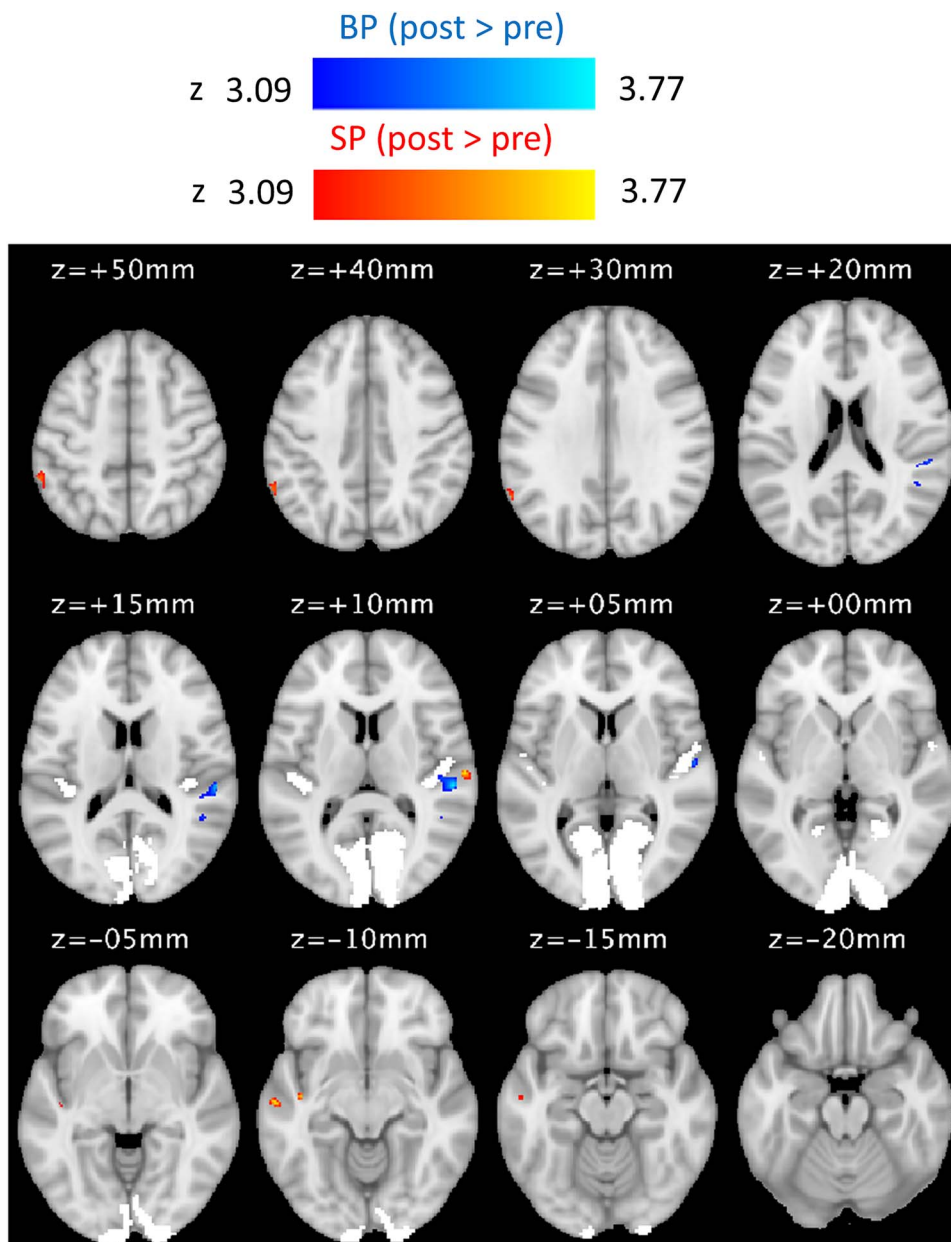 BP (post > pre)
z 3.09 3.77
SP (post > pre)
z 3.09 3.77
z=+50mm z=+40mm z=+30mm z=+20mm
z=+15mm z=+10mm z=+05mm z=+00mm
z=-05mm z=-10mm z=-15mm z=-20mm